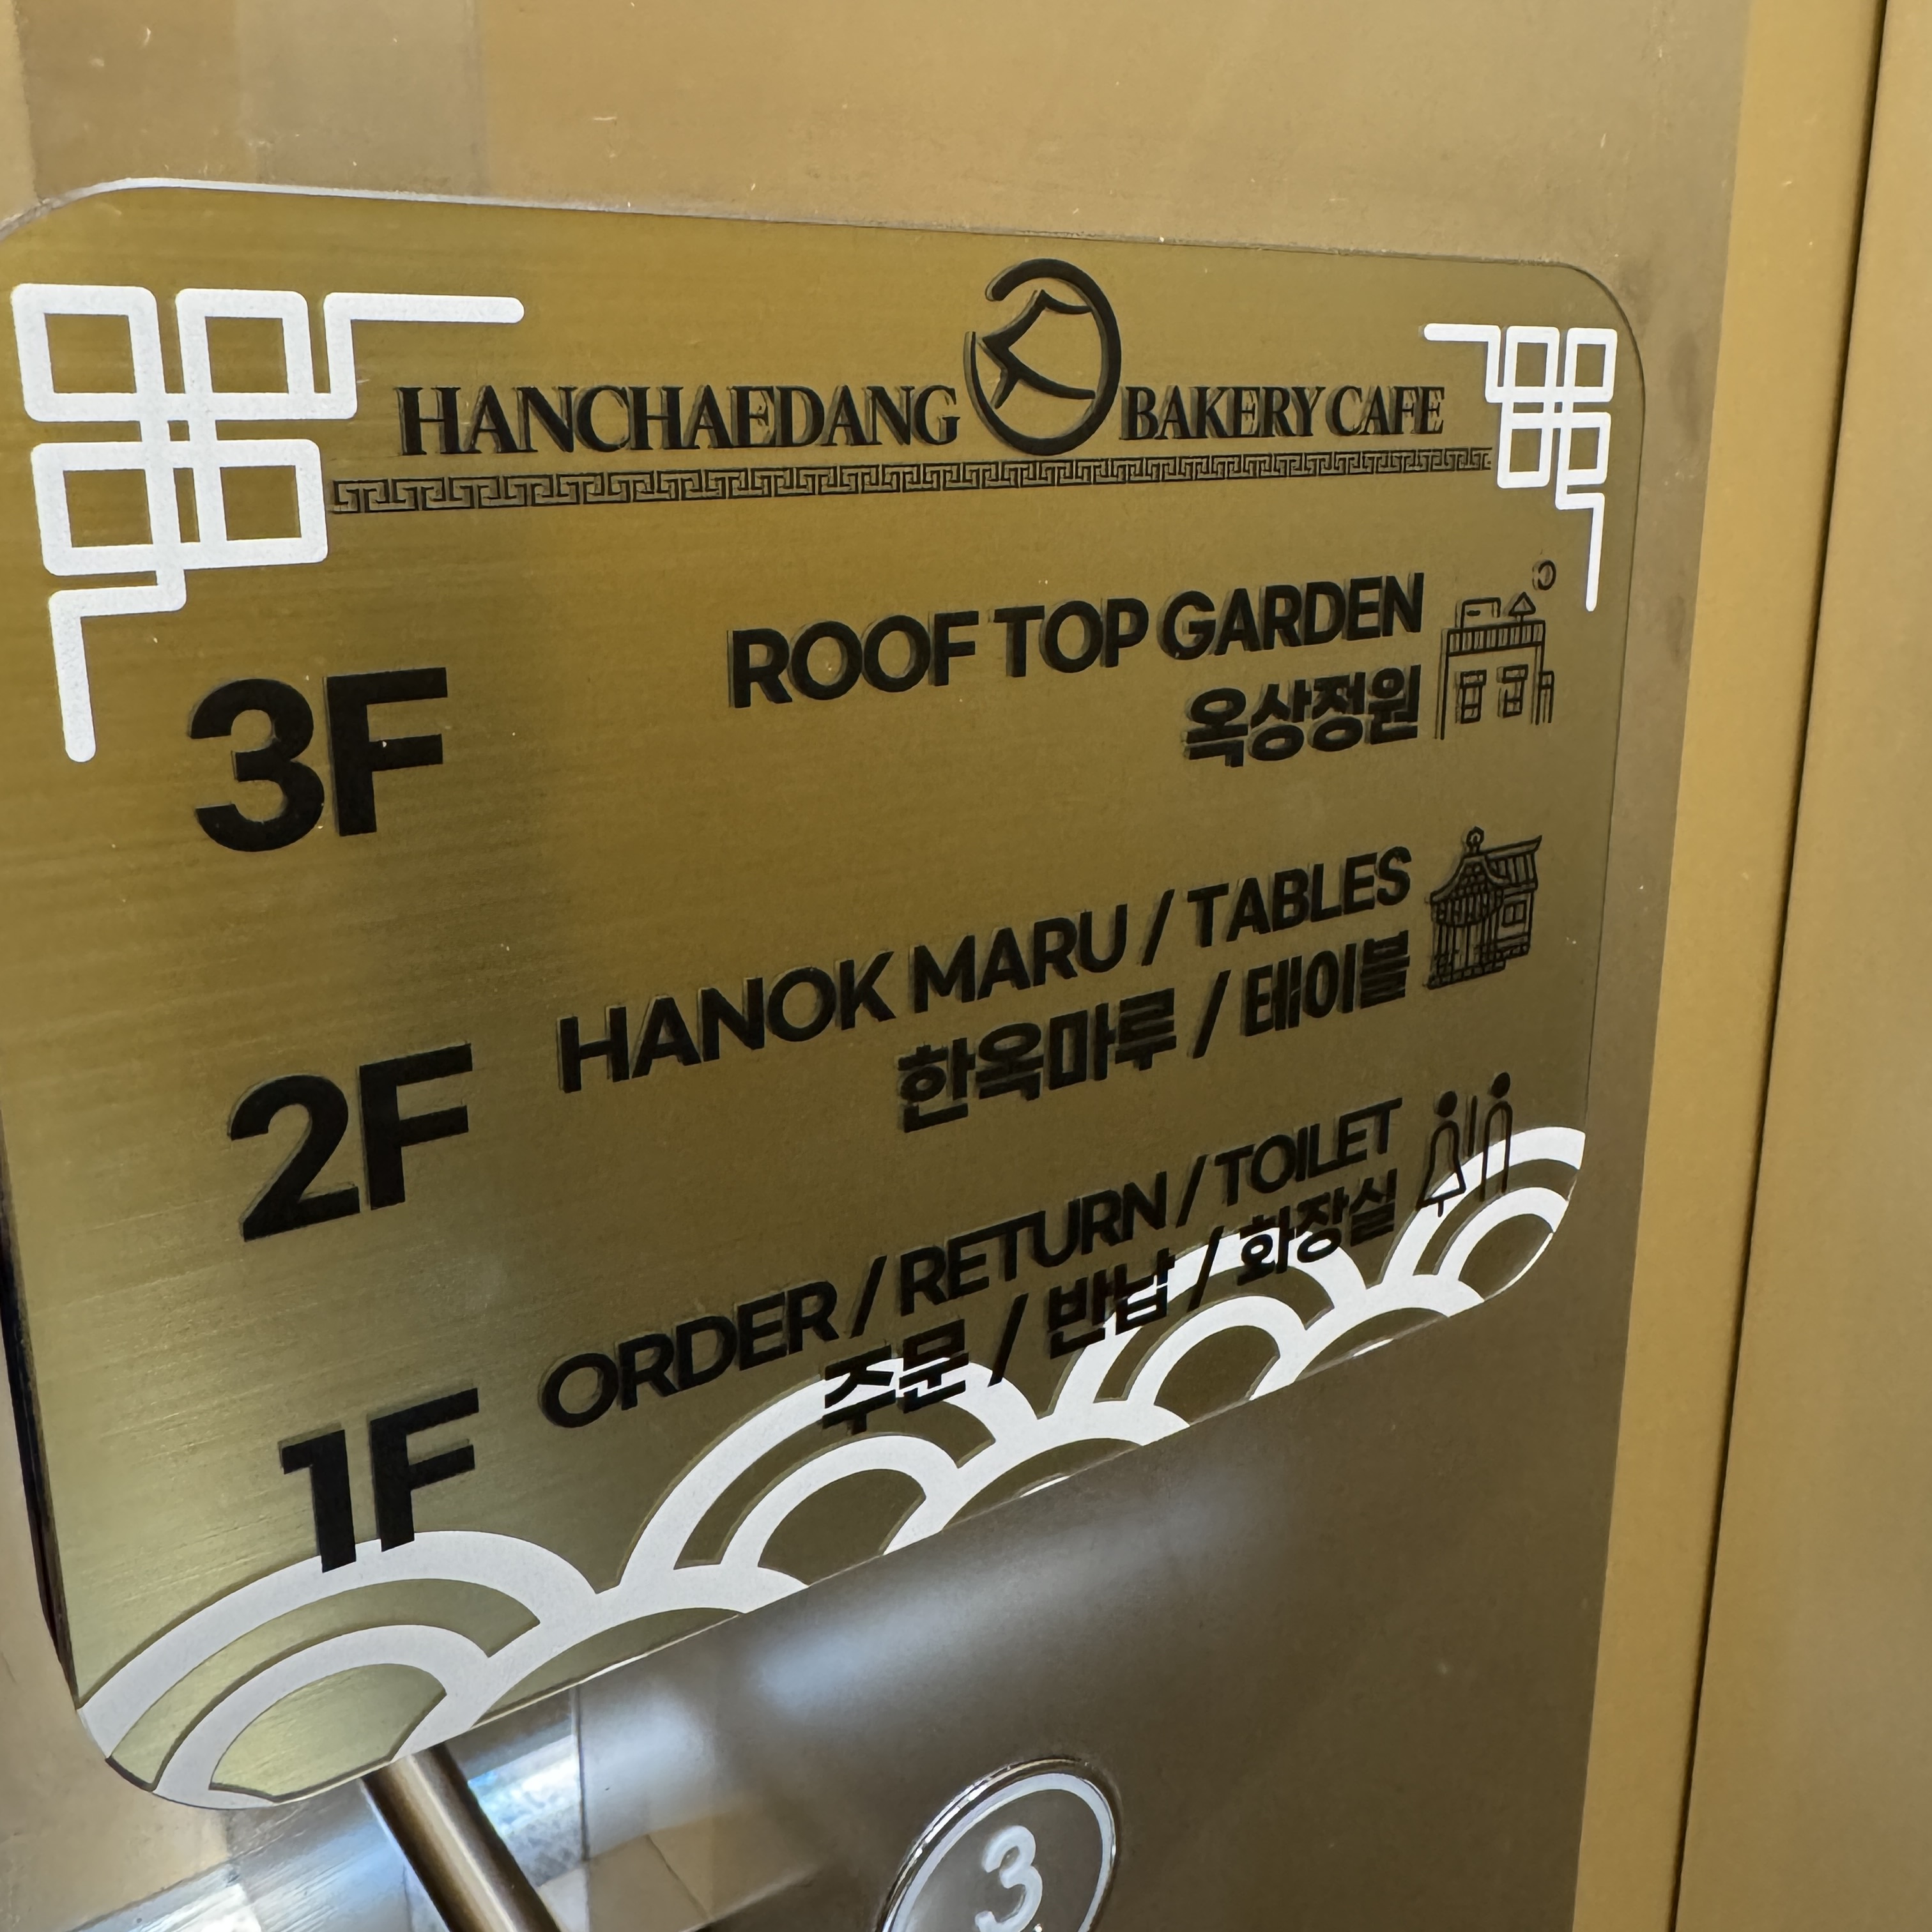 HANCHAEDANG BAKERY CAFE
3F
ROOF TOP GARDEN
옥상정원
2F
HANOK MARU / TABLES
한옥마루 / 테이블
1F
ORDER / RETURN / TOILET
주문 / 반납 / 화장실
3